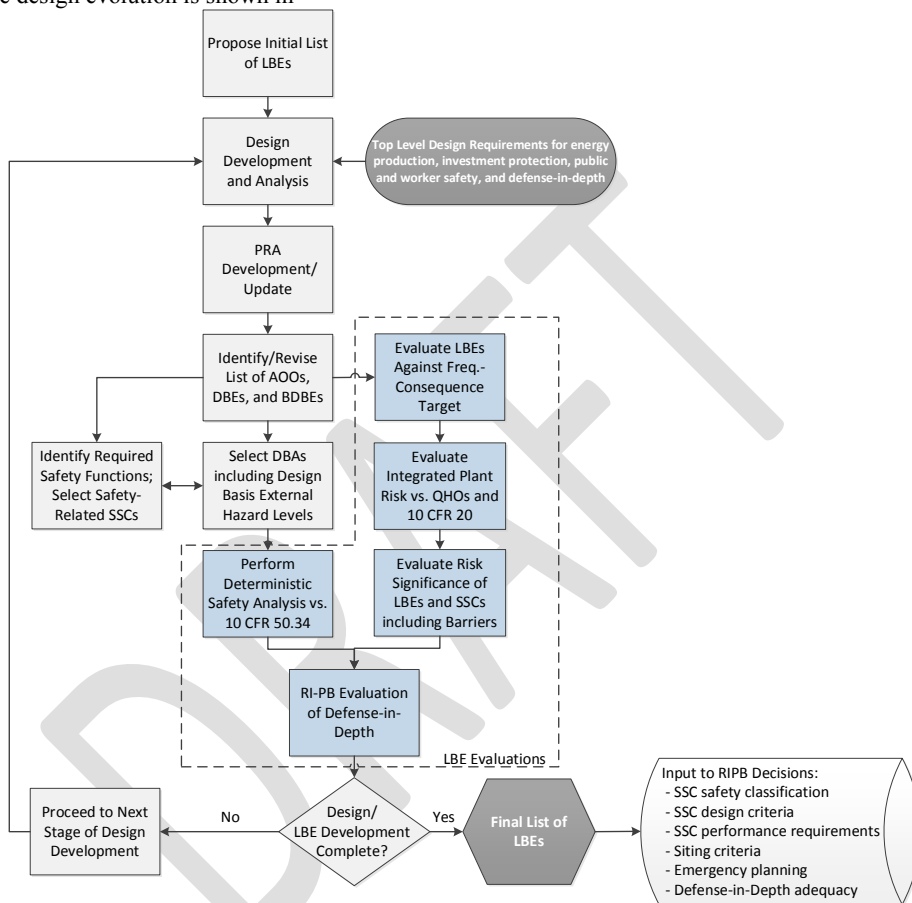 e design evolution is shown in
Propose Initial List
of LBEs
Design
Development
and Analysis
Top Level Design Requirements for energy
production, investment protection, public
and worker safety, and defense-in-depth
PRA
Development/
Update
Identify/Revise
List of AOOs,
DBEs, and BDBEs
Evaluate LBEs
Against Freq.-
Consequence
Target
Identify Required
Safety Functions;
Select Safety-
Related SSCs
Select DBAs
including Design
Basis External
Hazard Levels
Evaluate
Integrated Plant
Risk vs. QHOs and
10 CFR 20
Perform
Deterministic
Safety Analysis vs.
10 CFR 50.34
Evaluate Risk
Significance of
LBEs and SSCs
including Barriers
RI-PB Evaluation
of Defense-in-
Depth
LBE Evaluations
Proceed to Next
Stage of Design
Development
No
Design/
LBE Development
Complete?
Yes
Final List of
LBEs
Input to RIPB Decisions:
- SSC safety classification
- SSC design criteria
- SSC performance requirements
- Siting criteria
- Emergency planning
- Defense-in-Depth adequacy
DRAFT